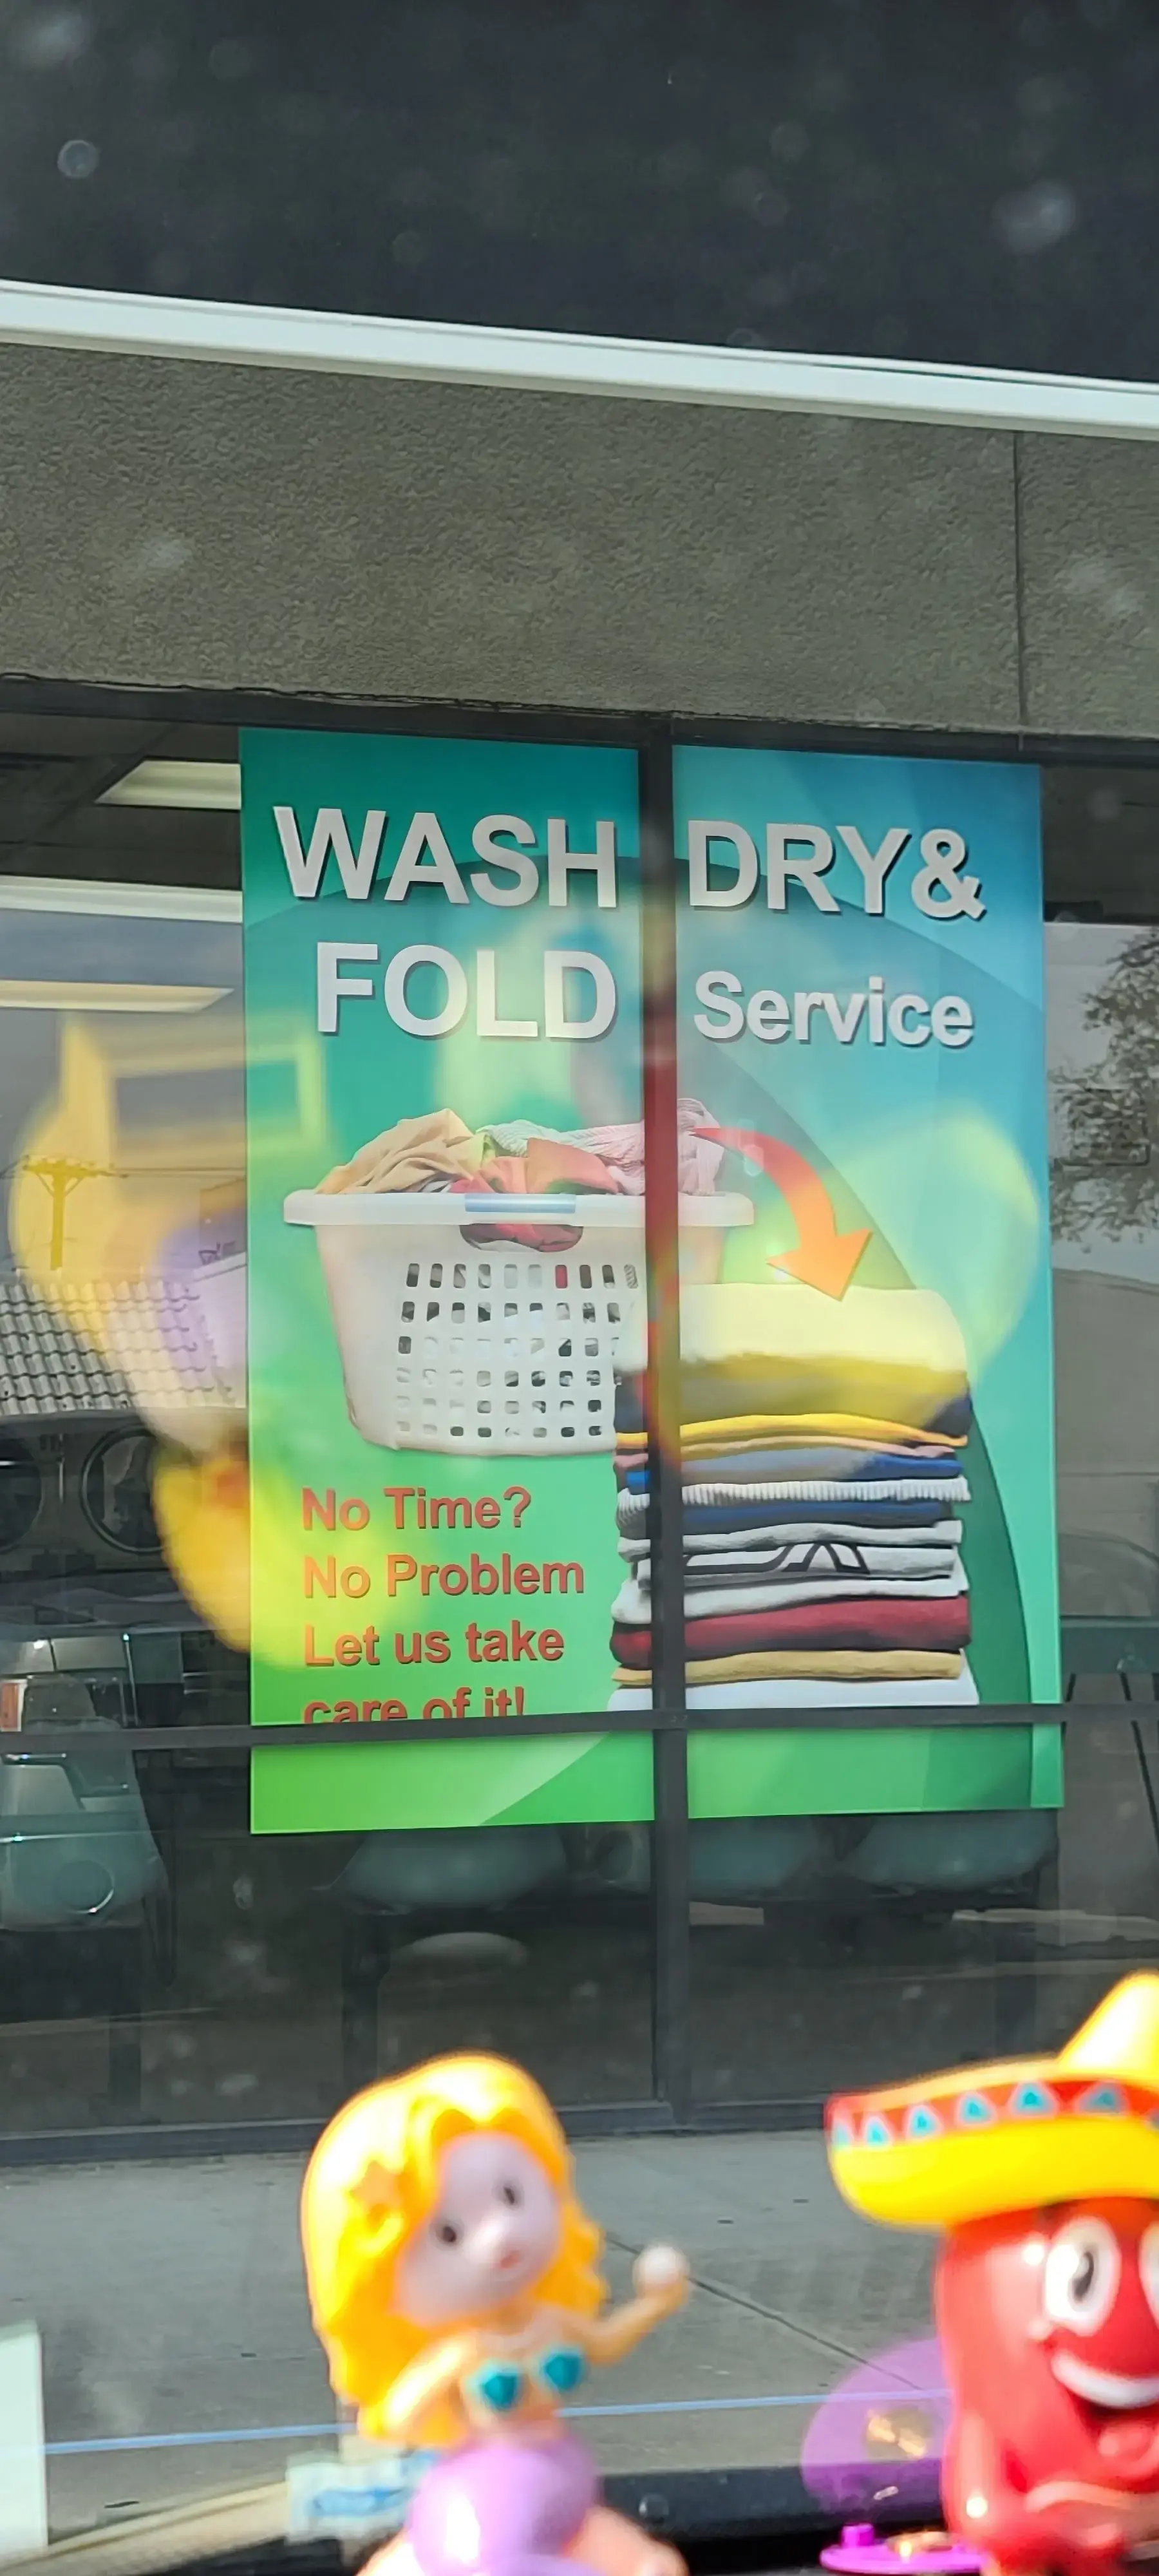 WASH DRY&
FOLD Service
No Time?
No Problem
Let us take
care of it!